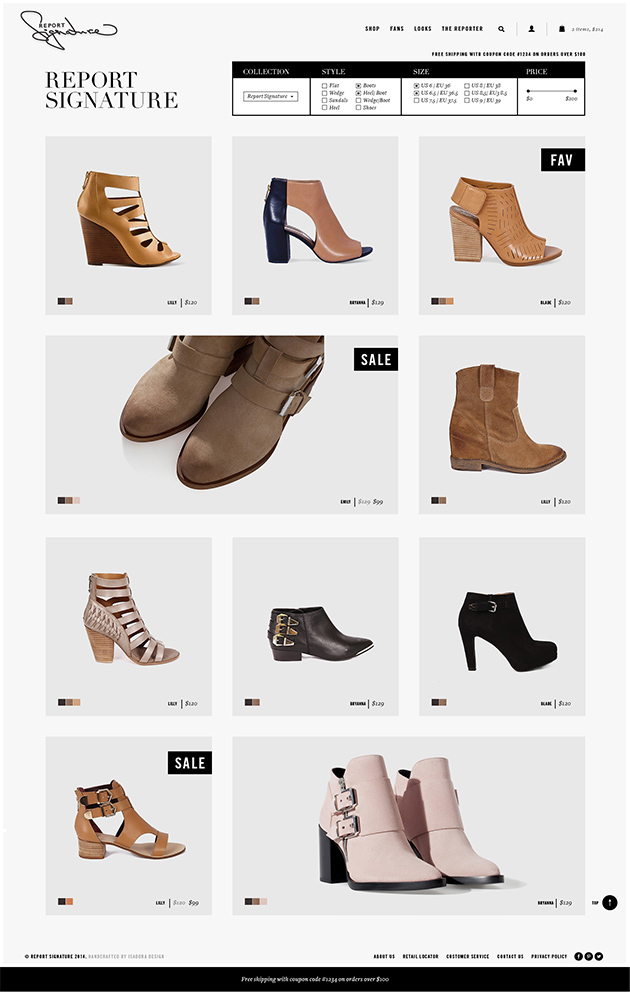 REPORT
Signature
SHOP FANS LOOKS THE REPORTER
2 items, $214
FREE SHIPPING WITH COUPON CODE #1234 ON ORDERS OVER $100
REPORT
SIGNATURE
COLLECTION STYLE SIZE PRICE
Report Signature
Flat Boots
Wedge Heel/Boot
Sandals Wedge/Boot
Heel Shoes
US 6 / EU 36 US 8 / EU 38
US 6.5 / EU 36.5 US 8.5/ EU3 8.5
US 7.5 / EU 37.5 US 9 / EU 39
$0 $200
FAV
LILLY $120
BRYANNA $129
BLADE $120
SALE
EMILY $129 $99
LILLY $120
LILLY $120
BRYANNA $129
BLADE $120
SALE
LILLY $120 $99
BRYANNA $129
TOP
© REPORT SIGNATURE 2014, HANDCRAFTED BY ISADORA DESIGN
ABOUT US RETAIL LOCATOR CUSTOMER SERVICE CONTACT US PRIVACY POLICY
Free shipping with coupon code #1234 on orders over $100